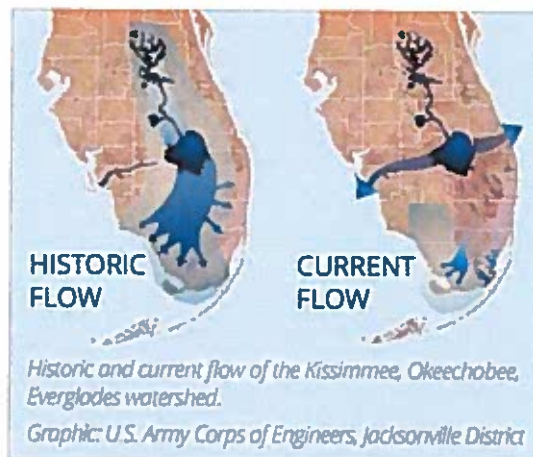 HISTORIC
FLOW
CURRENT
FLOW
Historic and current flow of the Kissimmee, Okeechobee,
Everglades watershed.
Graphic: U.S. Army Corps of Engineers, Jacksonville District